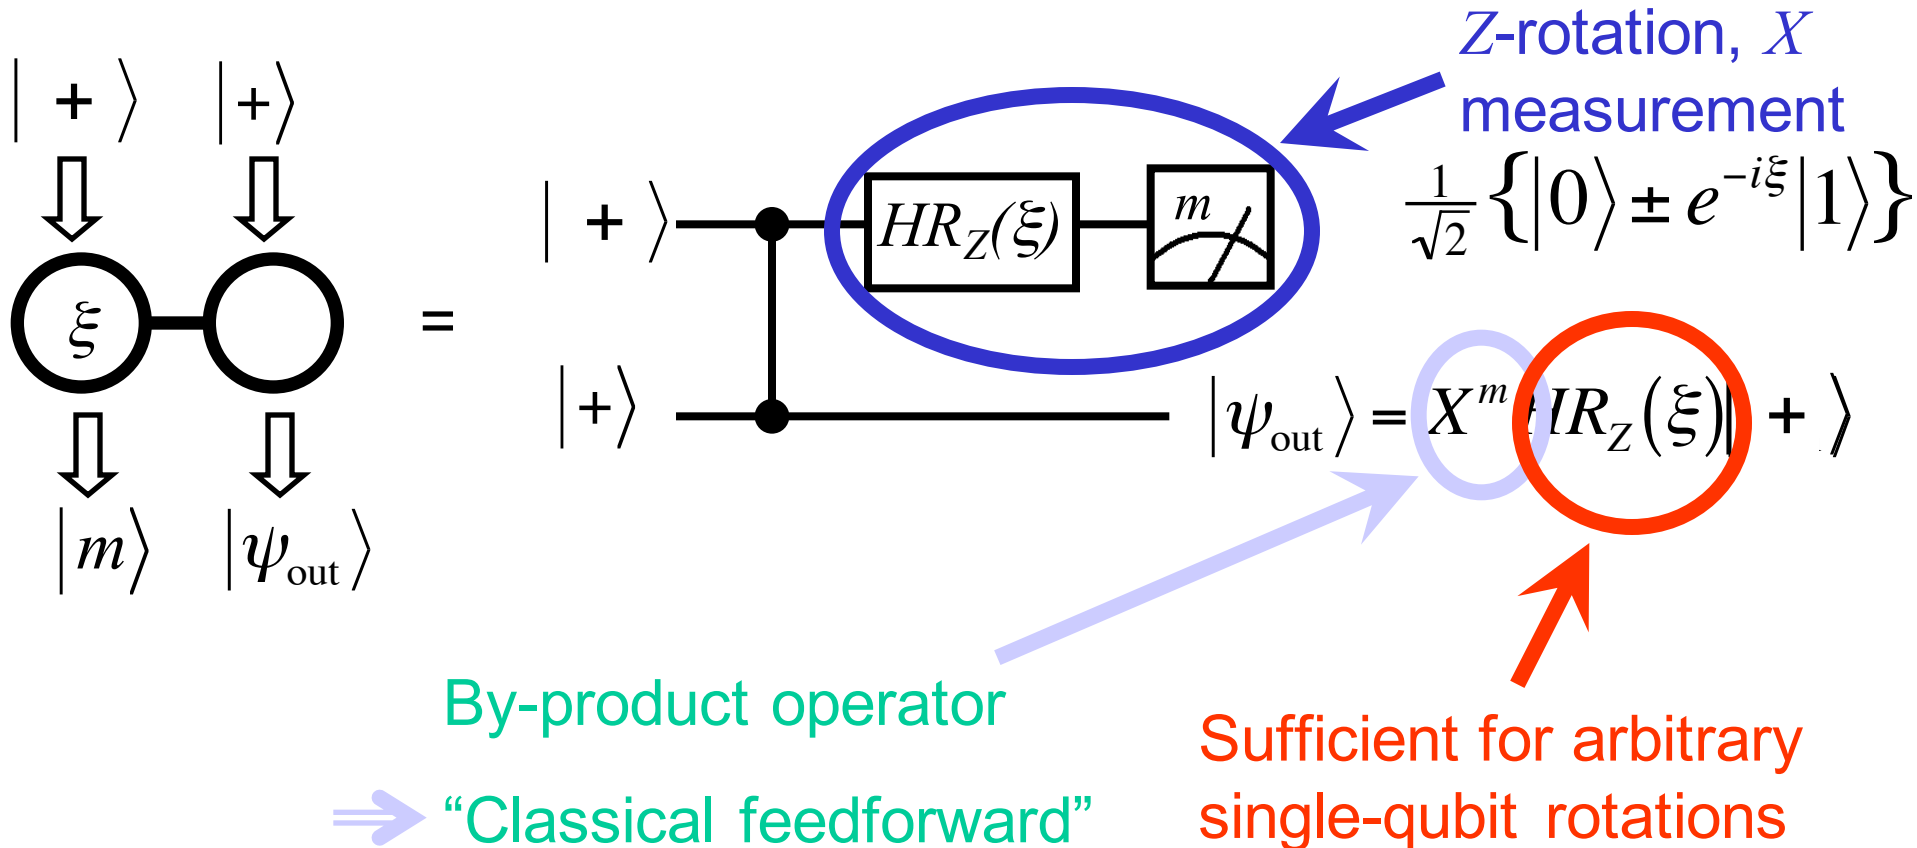 Z-rotation, X
measurement
| + ⟩ |+⟩
| + ⟩ HR_Z(ξ) m
1/√2 {|0⟩ ± e^{-iξ} |1⟩}
ξ =
|+⟩ |ψ_out⟩ = X^m HR_Z(ξ)| + ⟩
|m⟩ |ψ_out⟩
By-product operator
“Classical feedforward”
Sufficient for arbitrary
single-qubit rotations